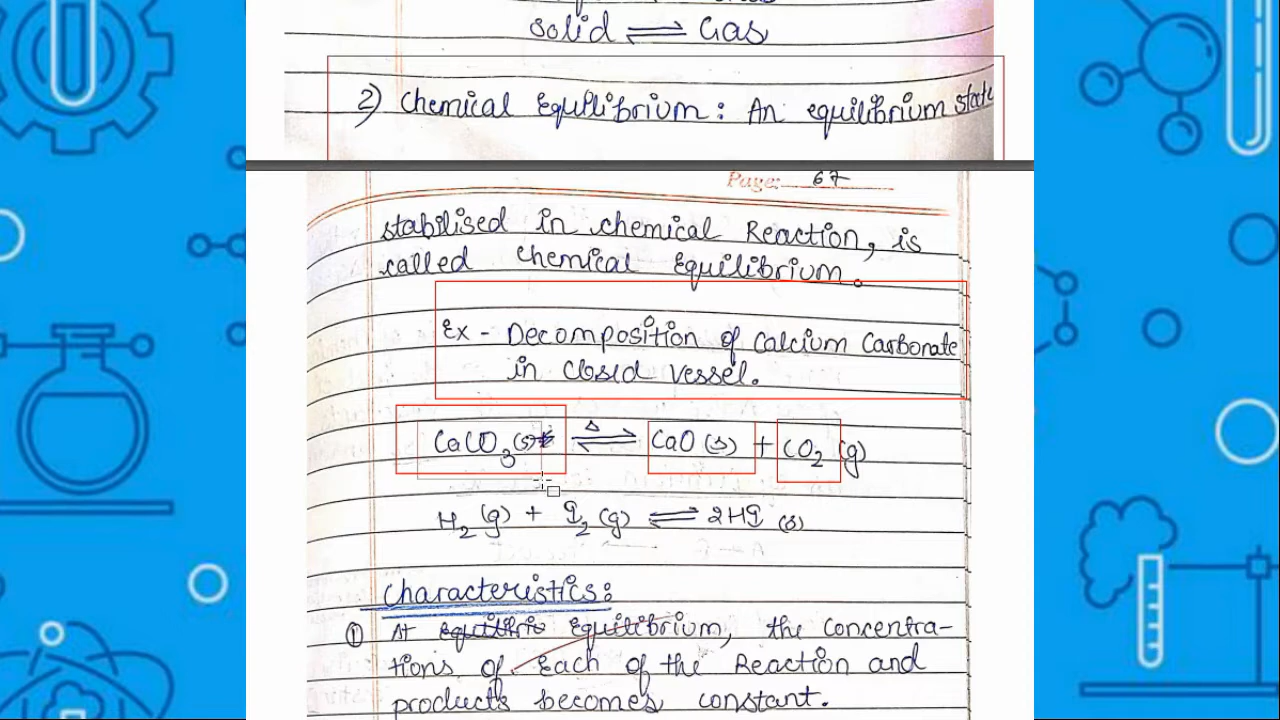 solid ⇌ Gas
2) Chemical Equilibrium : An equilibrium state
Page: 67
stabilised in chemical Reaction, is
called chemical Equilibrium.
Ex - Decomposition of Calcium Carbonate
in closed vessel.
CaCO₃(s) ⇌ CaO(s) + CO₂(g)
H₂(g) + I₂(g) ⇌ 2HI (s)
Characteristics :
① At Equilibrium, the concentra-
tions of Each of the Reaction and
products becomes constant.